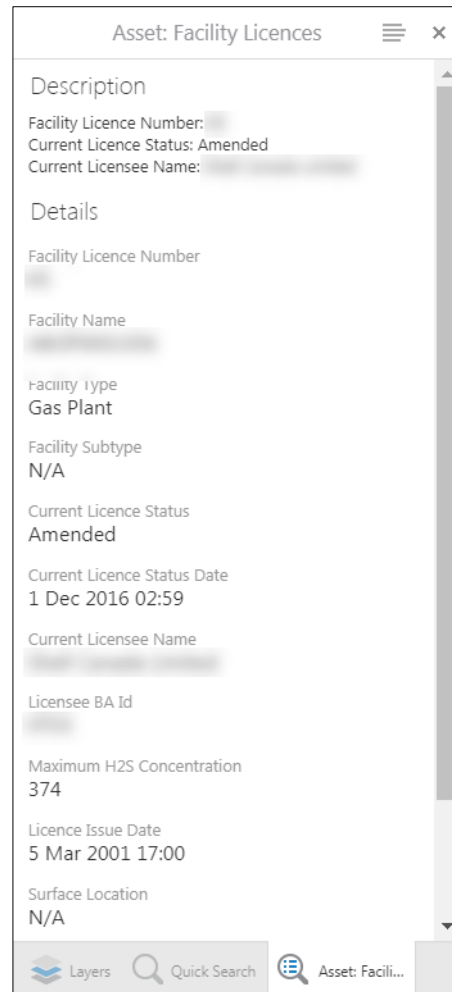 Asset: Facility Licences
Description
Facility Licence Number:
Current Licence Status: Amended
Current Licensee Name:
Details
Facility Licence Number
Facility Name
Facility Type
Gas Plant
Facility Subtype
N/A
Current Licence Status
Amended
Current Licence Status Date
1 Dec 2016 02:59
Current Licensee Name
Licensee BA Id
Maximum H2S Concentration
374
Licence Issue Date
5 Mar 2001 17:00
Surface Location
N/A
Layers Quick Search Asset: Facili...